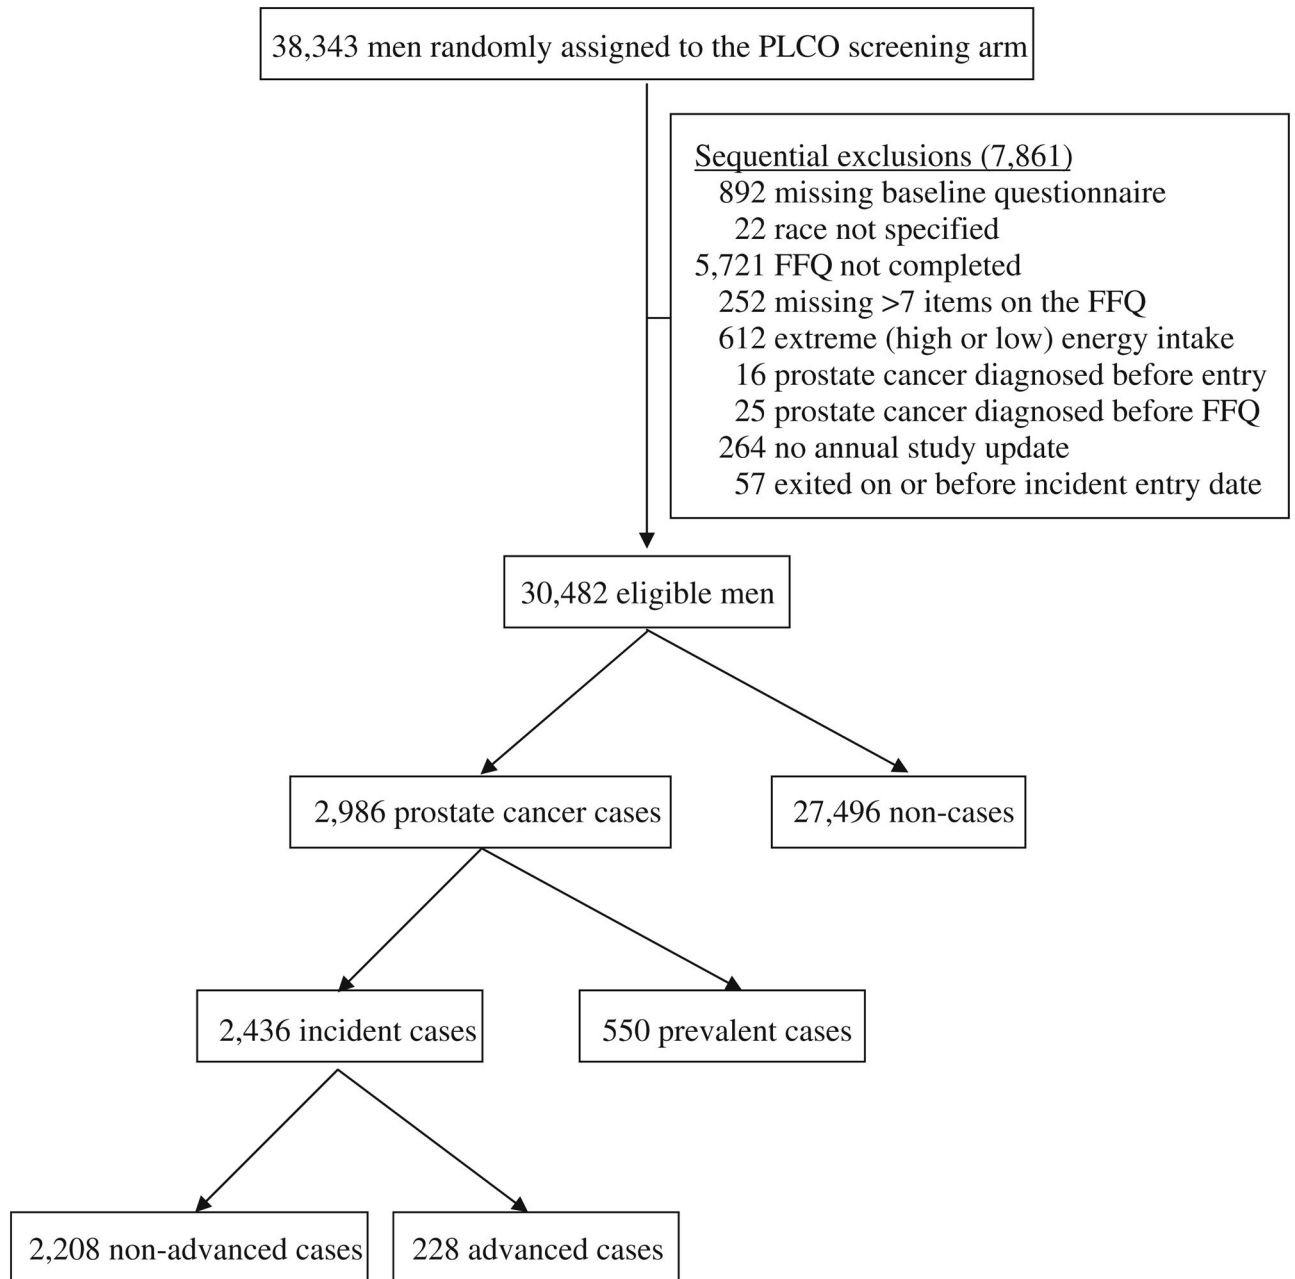 38,343 men randomly assigned to the PLCO screening arm
Sequential exclusions (7,861)
892 missing baseline questionnaire
22 race not specified
5,721 FFQ not completed
252 missing >7 items on the FFQ
612 extreme (high or low) energy intake
16 prostate cancer diagnosed before entry
25 prostate cancer diagnosed before FFQ
264 no annual study update
57 exited on or before incident entry date
30,482 eligible men
2,986 prostate cancer cases
27,496 non-cases
2,436 incident cases
550 prevalent cases
2,208 non-advanced cases
228 advanced cases